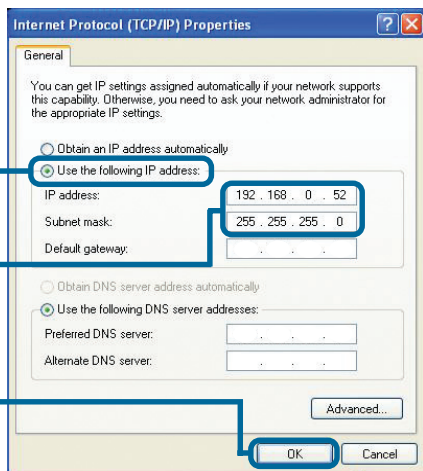 Internet Protocol (TCP/IP) Properties
General
You can get IP settings assigned automatically if your network supports
this capability. Otherwise, you need to ask your network administrator for
the appropriate IP settings.
Obtain an IP address automatically
Use the following IP address:
IP address: 192 . 168 . 0 . 52
Subnet mask: 255 . 255 . 255 . 0
Default gateway: . . .
Obtain DNS server address automatically
Use the following DNS server addresses:
Preferred DNS server: . . .
Alternate DNS server: . . .
Advanced...
OK Cancel